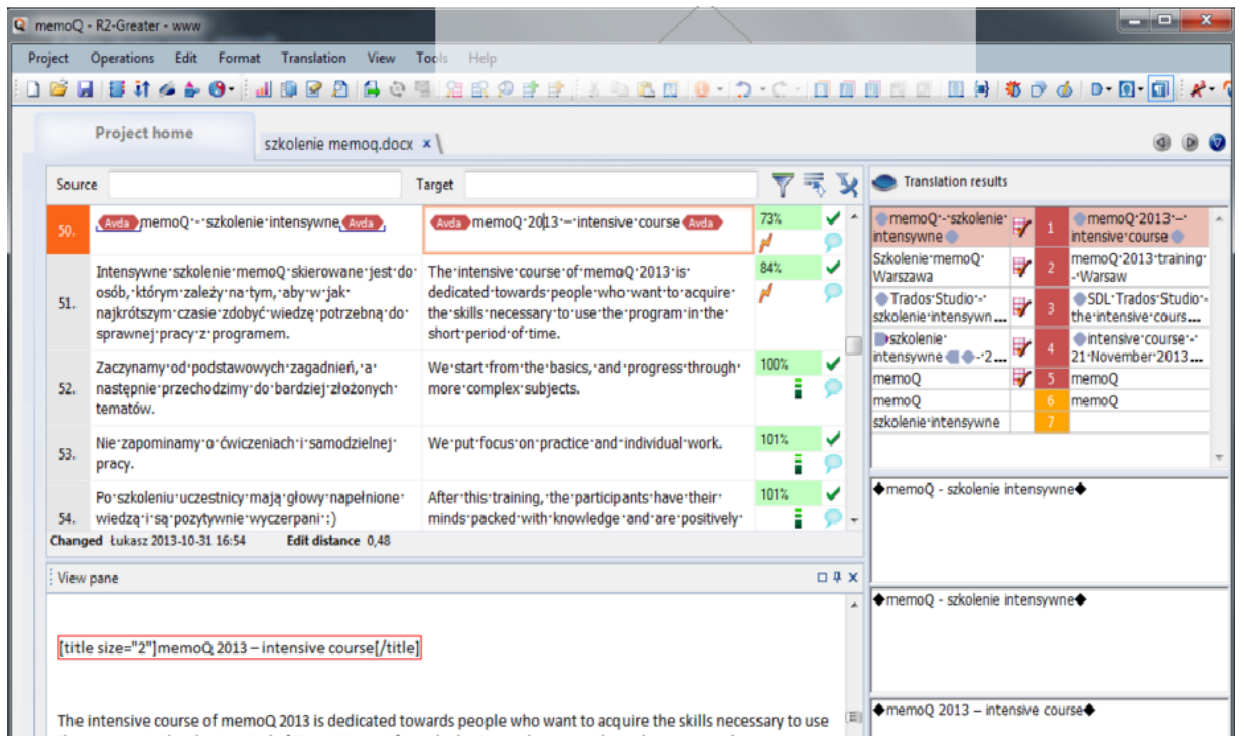 memoQ - R2-Greater - www
Project Operations Edit Format Translation View Tools Help
Project home
szkolenie memoq.docx x
Source
Target
Translation results
50. Avda memoQ - szkolenie intensywne Avda
Avda memoQ 2013 – intensive course Avda
73%
51. Intensywne szkolenie memoQ skierowane jest do
osób, którym zależy na tym, aby w jak
najkrótszym czasie zdobyć wiedzę potrzebną do
sprawnej pracy z programem.
The intensive course of memoQ 2013 is
dedicated towards people who want to acquire
the skills necessary to use the program in the
short period of time.
84%
52. Zaczynamy od podstawowych zagadnień, a
następnie przechodzimy do bardziej złożonych
tematów.
We start from the basics, and progress through
more complex subjects.
100%
53. Nie zapominamy o ćwiczeniach i samodzielnej
pracy.
We put focus on practice and individual work.
101%
54. Po szkoleniu uczestnicy mają głowy napełnione
wiedzą i są pozytywnie wyczerpani :)
After this training, the participants have their
minds packed with knowledge and are positively
101%
Changed Łukasz 2013-10-31 16:54 Edit distance 0,48
memoQ - szkolenie
intensywne
1
memoQ 2013 –
intensive course
Szkolenie memoQ
Warszawa
2
memoQ 2013 training
- Warsaw
Trados Studio -
szkolenie intensywn...
3
SDL Trados Studio -
the intensive cours...
szkolenie
intensywne - 2...
4
intensive course -
21 November 2013...
memoQ 5 memoQ
memoQ 6 memoQ
szkolenie intensywne 7
◆memoQ - szkolenie intensywne◆
◆memoQ - szkolenie intensywne◆
◆memoQ 2013 – intensive course◆
View pane
[title size="2"]memoQ 2013 – intensive course[/title]
The intensive course of memoQ 2013 is dedicated towards people who want to acquire the skills necessary to use